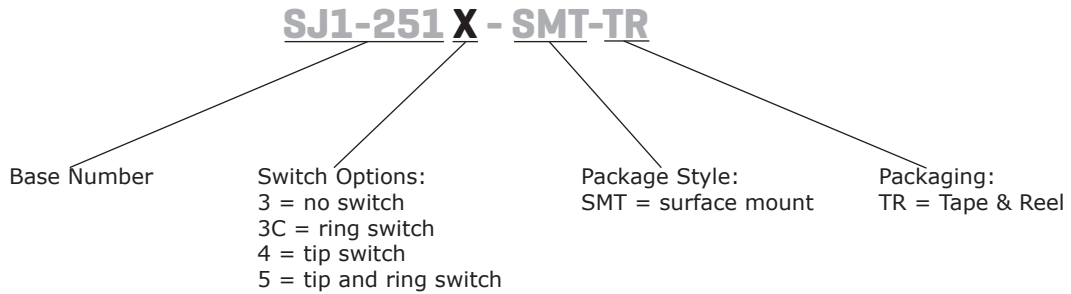 SJ1-251 X - SMT-TR
Base Number
Switch Options:
3 = no switch
3C = ring switch
4 = tip switch
5 = tip and ring switch
Package Style:
SMT = surface mount
Packaging:
TR = Tape & Reel